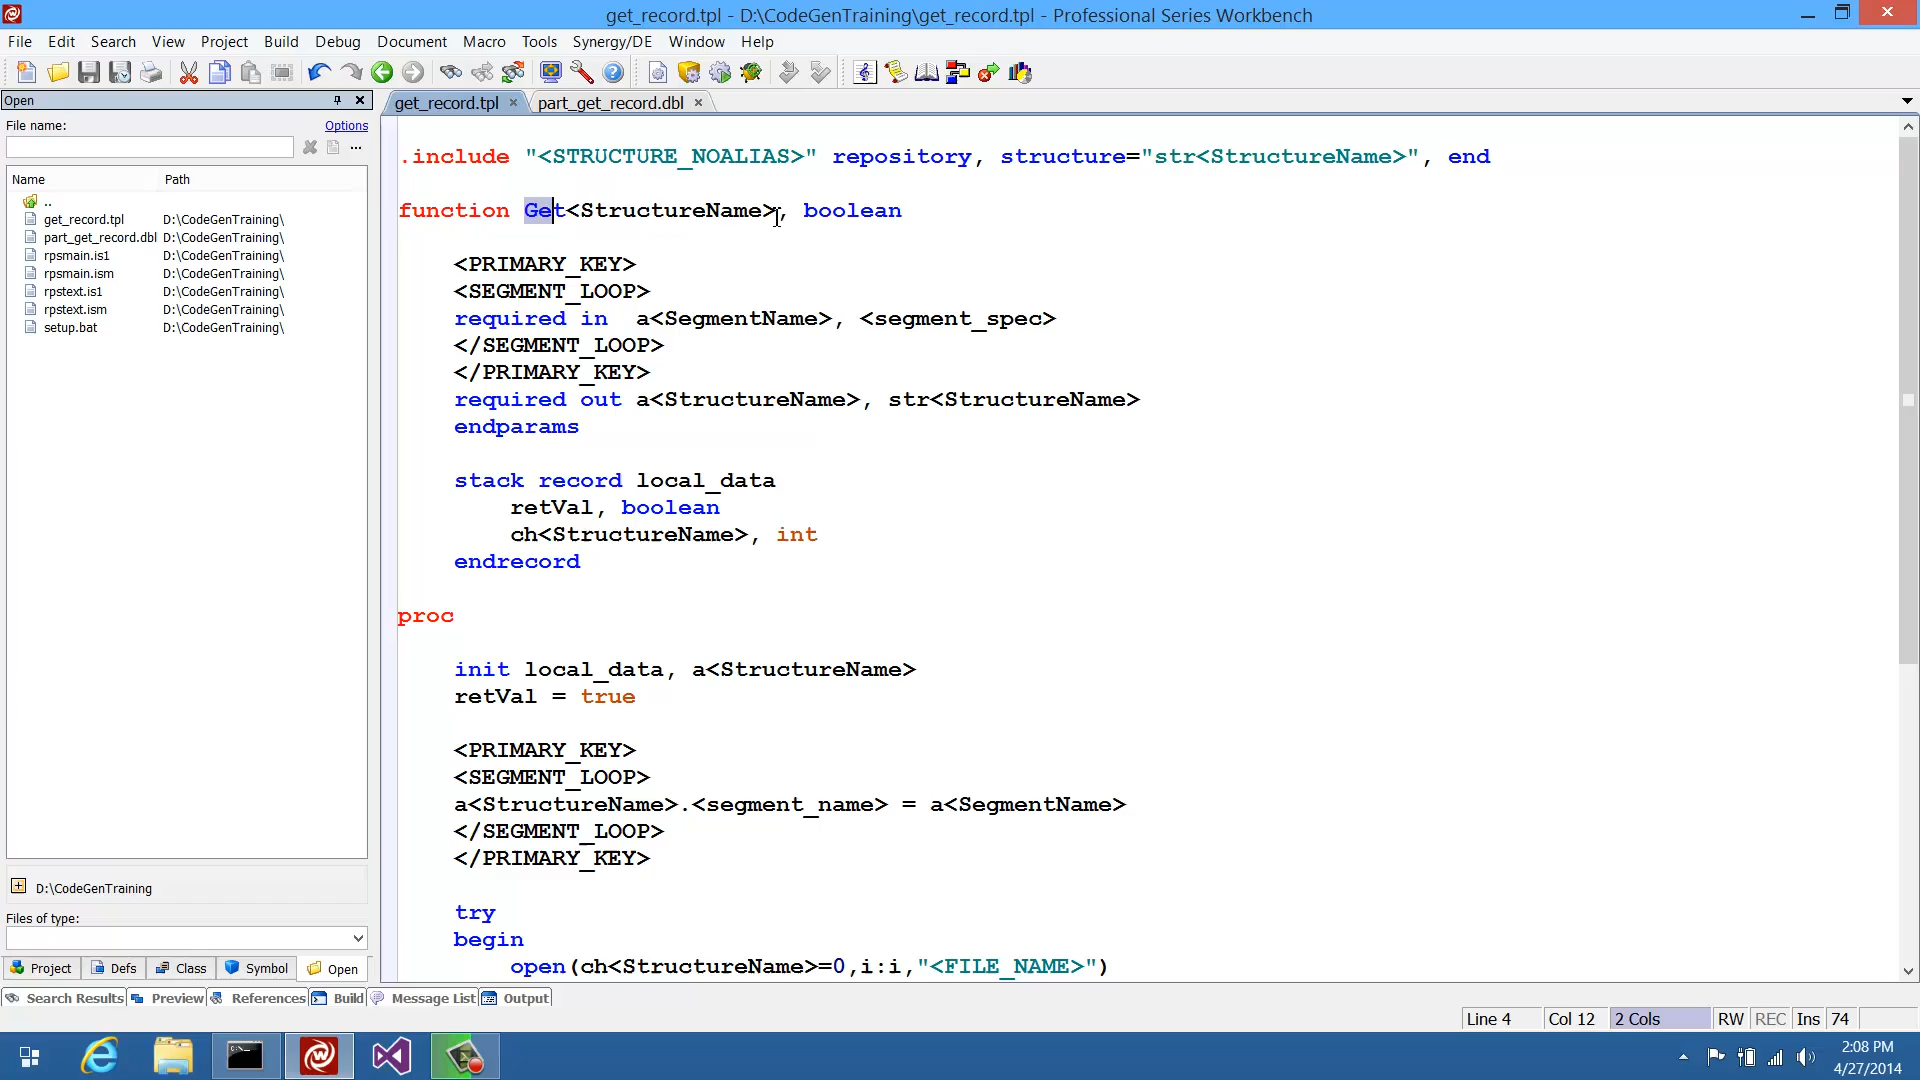 get_record.tpl - D:\CodeGenTraining\get_record.tpl - Professional Series Workbench
File Edit Search View Project Build Debug Document Macro Tools Synergy/DE Window Help
Open
get_record.tpl
part_get_record.dbl
File name:
Options
Name Path
..
get_record.tpl D:\CodeGenTraining\
part_get_record.dbl D:\CodeGenTraining\
rpsmain.is1 D:\CodeGenTraining\
rpsmain.ism D:\CodeGenTraining\
rpstext.is1 D:\CodeGenTraining\
rpstext.ism D:\CodeGenTraining\
setup.bat D:\CodeGenTraining\
D:\CodeGenTraining
Files of type:
Project Defs Class Symbol Open
.include "<STRUCTURE_NOALIAS>" repository, structure="str<StructureName>", end
function Get<StructureName>, boolean
<PRIMARY_KEY>
<SEGMENT_LOOP>
required in  a<SegmentName>, <segment_spec>
</SEGMENT_LOOP>
</PRIMARY_KEY>
required out a<StructureName>, str<StructureName>
endparams
stack record local_data
retVal, boolean
ch<StructureName>, int
endrecord
proc
init local_data, a<StructureName>
retVal = true
<PRIMARY_KEY>
<SEGMENT_LOOP>
a<StructureName>.<segment_name> = a<SegmentName>
</SEGMENT_LOOP>
</PRIMARY_KEY>
try
begin
open(ch<StructureName>=0,i:i,"<FILE_NAME>")
Search Results Preview References Build Message List Output
Line 4 Col 12 2 Cols RW REC Ins 74
2:08 PM
4/27/2014